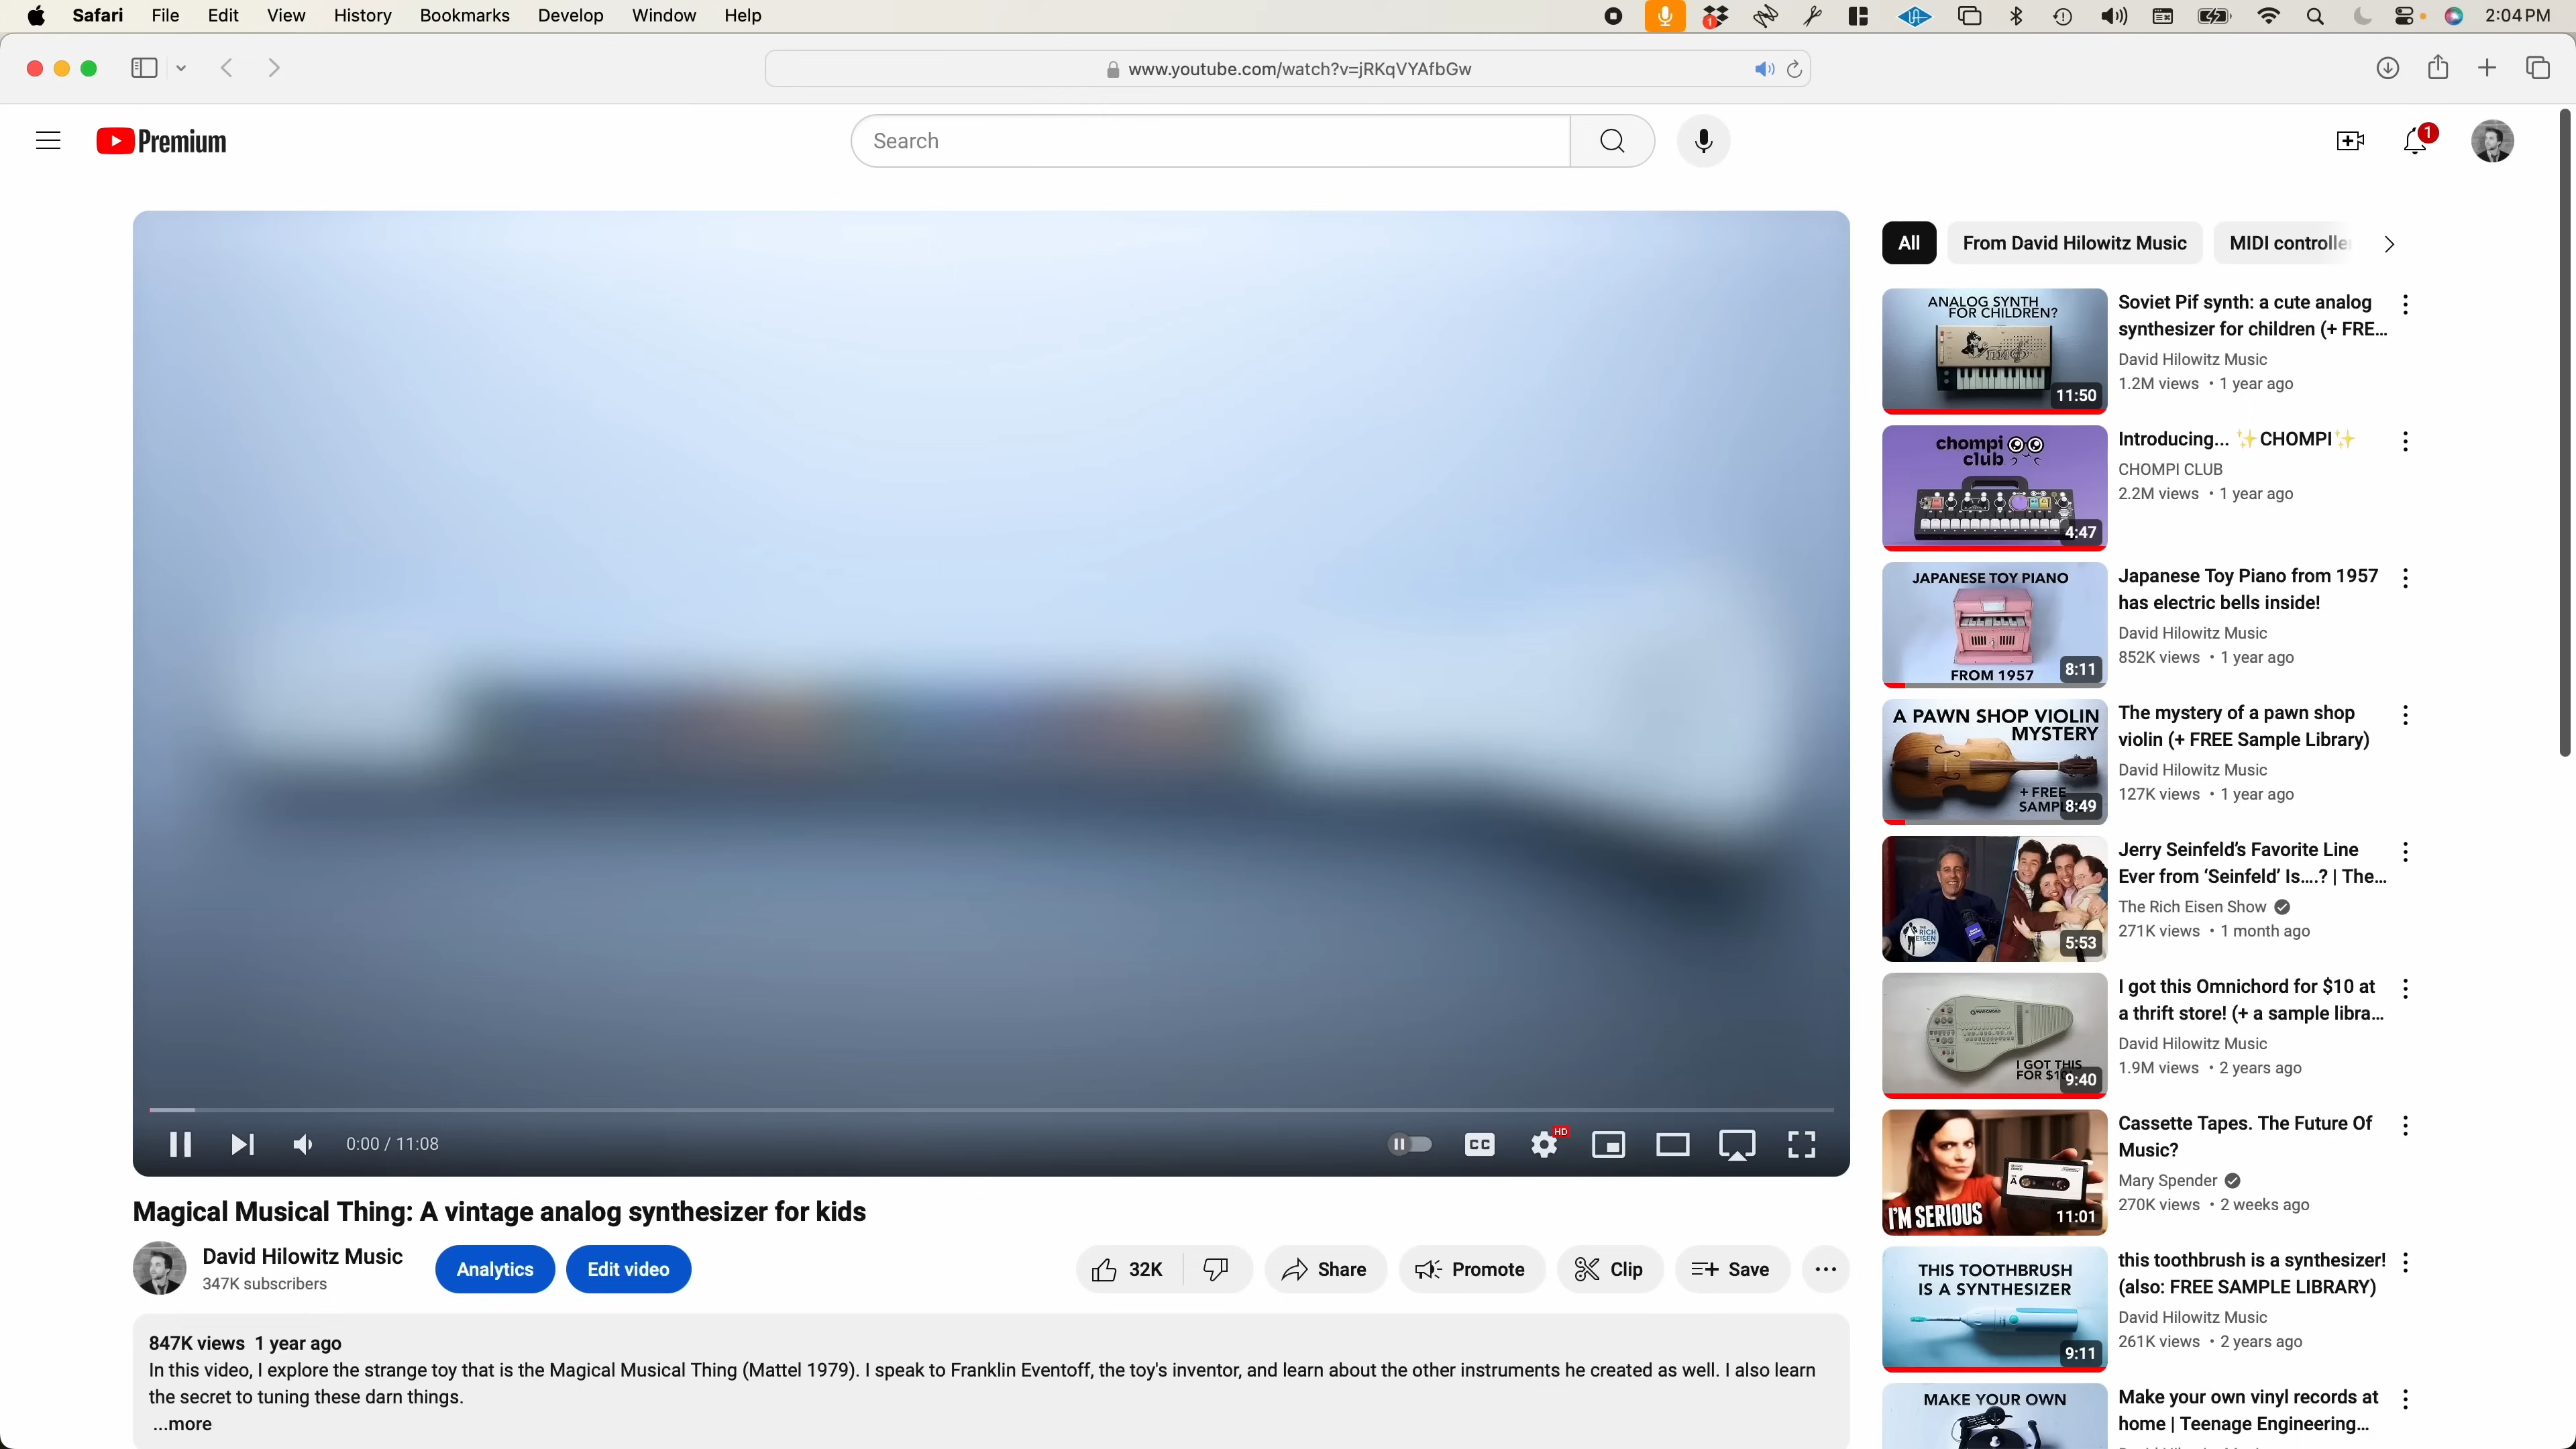 Safari File Edit View History Bookmarks Develop Window Help
1
2:04 PM
www.youtube.com/watch?v=jRKqVYAfbGw
Premium
Search
1
All
From David Hilowitz Music
MIDI controlle
ANALOG SYNTH
FOR CHILDREN?
11:50
Soviet Pif synth: a cute analog
synthesizer for children (+ FRE...
David Hilowitz Music
1.2M views • 1 year ago
chompi
club
4:47
Introducing... ✨CHOMPI✨
CHOMPI CLUB
2.2M views • 1 year ago
JAPANESE TOY PIANO
FROM 1957
8:11
Japanese Toy Piano from 1957
has electric bells inside!
David Hilowitz Music
852K views • 1 year ago
A PAWN SHOP VIOLIN
MYSTERY
+ FREE
SAMP
8:49
The mystery of a pawn shop
violin (+ FREE Sample Library)
David Hilowitz Music
127K views • 1 year ago
THE
RICH
EISEN
SHOW
5:53
Jerry Seinfeld's Favorite Line
Ever from ‘Seinfeld’ Is....? | The...
The Rich Eisen Show
271K views • 1 month ago
I GOT THIS
FOR $1
9:40
I got this Omnichord for $10 at
a thrift store! (+ a sample libra...
David Hilowitz Music
1.9M views • 2 years ago
A
I'M SERIOUS
11:01
Cassette Tapes. The Future Of
Music?
Mary Spender
270K views • 2 weeks ago
THIS TOOTHBRUSH
IS A SYNTHESIZER
9:11
this toothbrush is a synthesizer!
(also: FREE SAMPLE LIBRARY)
David Hilowitz Music
261K views • 2 years ago
MAKE YOUR OWN
Make your own vinyl records at
home | Teenage Engineering...
0:00 / 11:08
CC
HD
Magical Musical Thing: A vintage analog synthesizer for kids
David Hilowitz Music
347K subscribers
Analytics
Edit video
32K
Share
Promote
Clip
Save
847K views 1 year ago
In this video, I explore the strange toy that is the Magical Musical Thing (Mattel 1979). I speak to Franklin Eventoff, the toy's inventor, and learn about the other instruments he created as well. I also learn
the secret to tuning these darn things.
...more